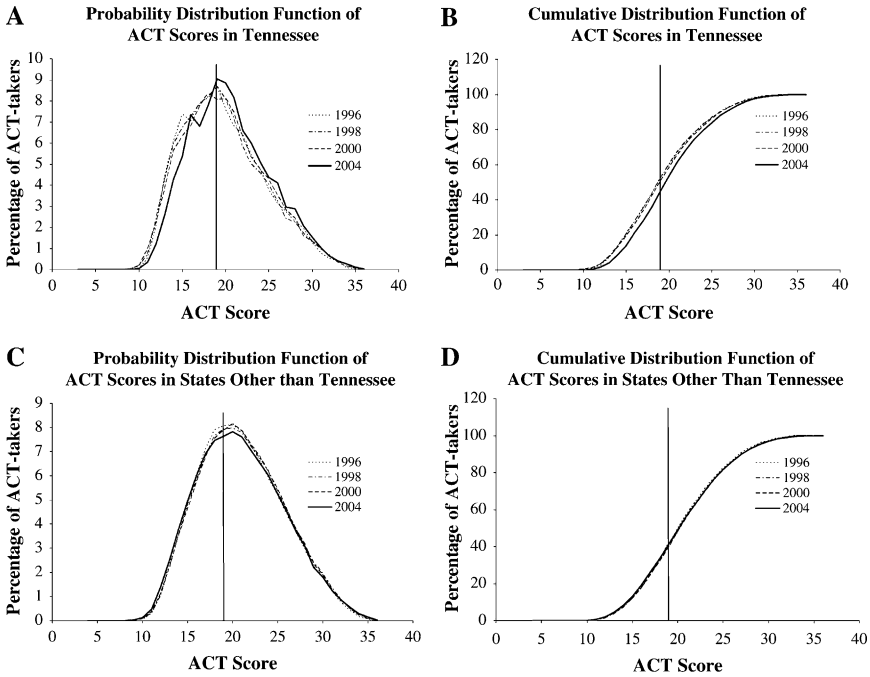 A
Probability Distribution Function of
ACT Scores in Tennessee
Percentage of ACT-takers
10
9
8
7
6
5
4
3
2
1
0
0 5 10 15 20 25 30 35 40
ACT Score
1996
1998
2000
2004
B
Cumulative Distribution Function of
ACT Scores in Tennessee
Percentage of ACT-takers
120
100
80
60
40
20
0
0 5 10 15 20 25 30 35 40
ACT Score
1996
1998
2000
2004
C
Probability Distribution Function of
ACT Scores in States Other than Tennessee
Percentage of ACT-takers
9
8
7
6
5
4
3
2
1
0
0 5 10 15 20 25 30 35 40
ACT Score
1996
1998
2000
2004
D
Cumulative Distribution Function of
ACT Scores in States Other Than Tennessee
Percentage of ACT-takers
120
100
80
60
40
20
0
0 5 10 15 20 25 30 35 40
ACT Score
1996
1998
2000
2004